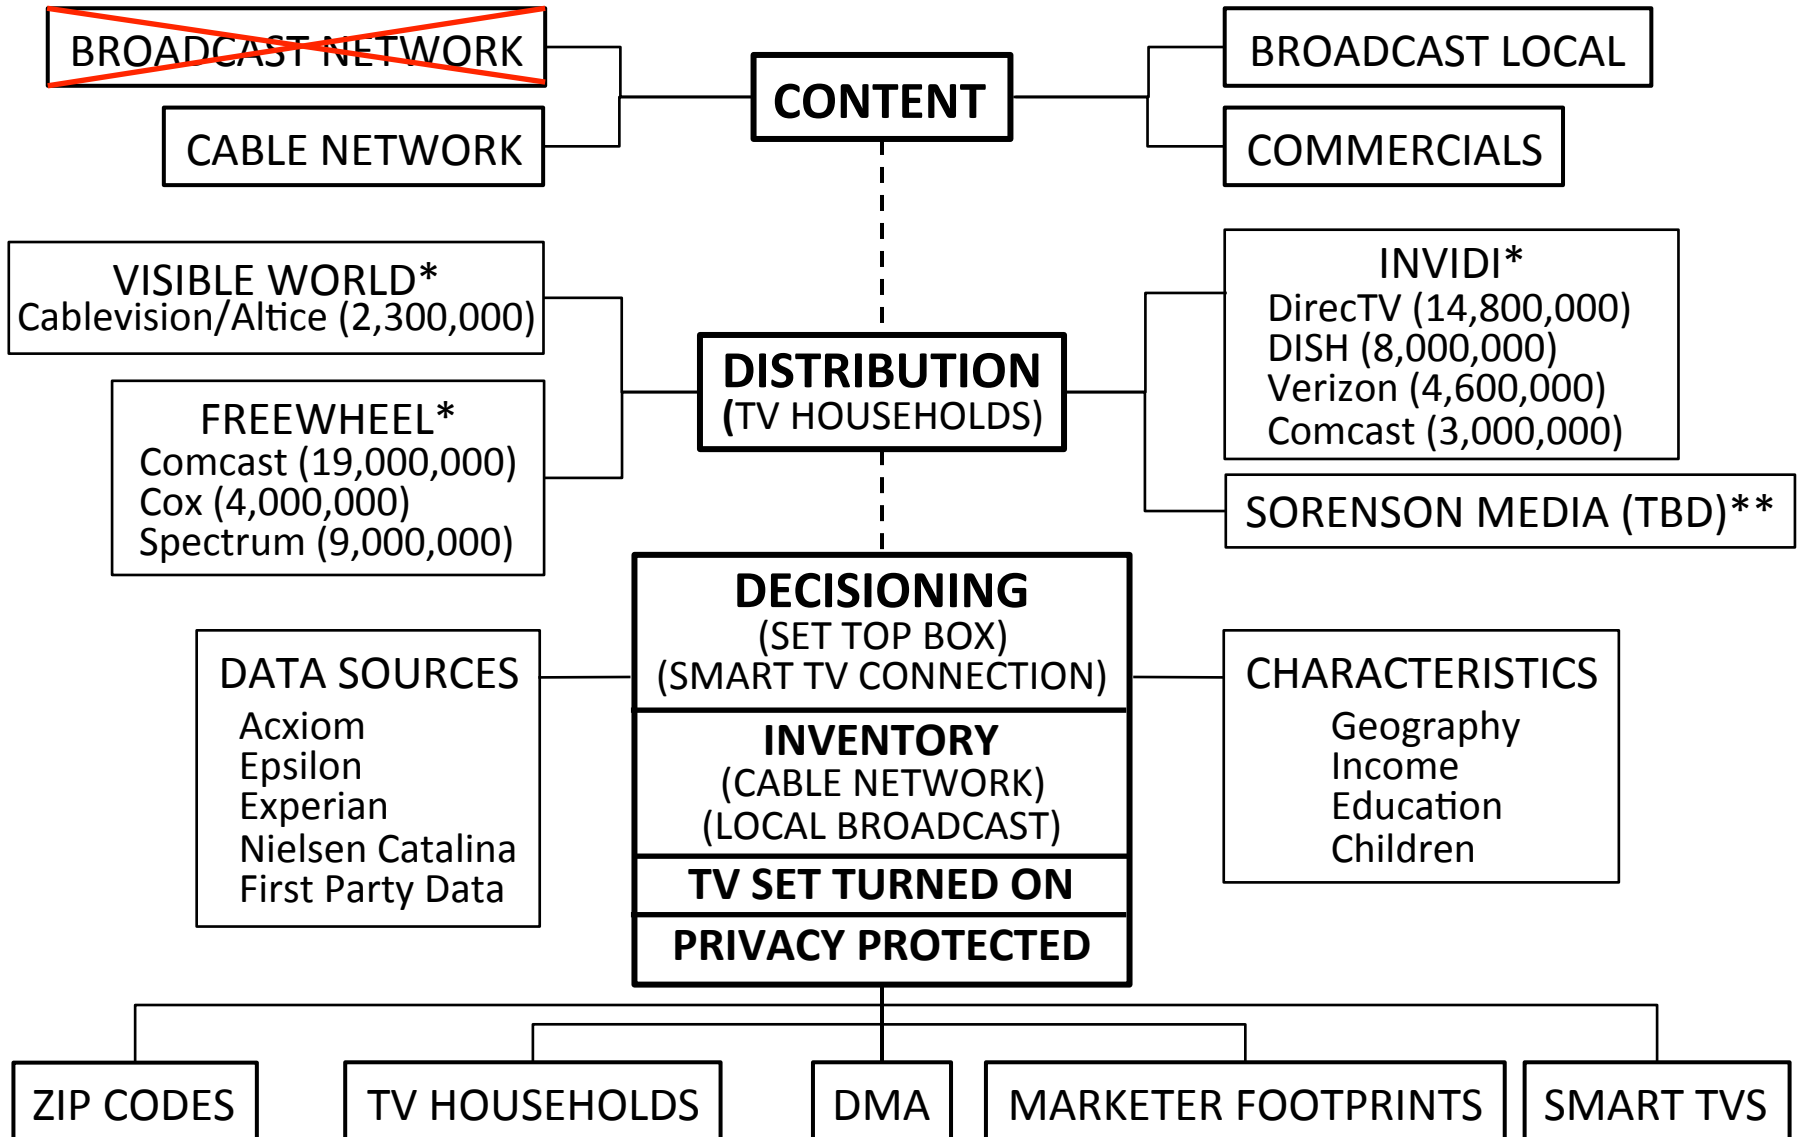 BROADCAST NETWORK
CABLE NETWORK
CONTENT
BROADCAST LOCAL
COMMERCIALS
VISIBLE WORLD*
Cablevision/Altice (2,300,000)
FREEWHEEL*
Comcast (19,000,000)
Cox (4,000,000)
Spectrum (9,000,000)
DISTRIBUTION
(TV HOUSEHOLDS)
INVIDI*
DirecTV (14,800,000)
DISH (8,000,000)
Verizon (4,600,000)
Comcast (3,000,000)
SORENSON MEDIA (TBD)**
DATA SOURCES
Acxiom
Epsilon
Experian
Nielsen Catalina
First Party Data
DECISIONING
(SET TOP BOX)
(SMART TV CONNECTION)
INVENTORY
(CABLE NETWORK)
(LOCAL BROADCAST)
TV SET TURNED ON
PRIVACY PROTECTED
CHARACTERISTICS
Geography
Income
Education
Children
ZIP CODES
TV HOUSEHOLDS
DMA
MARKETER FOOTPRINTS
SMART TVS